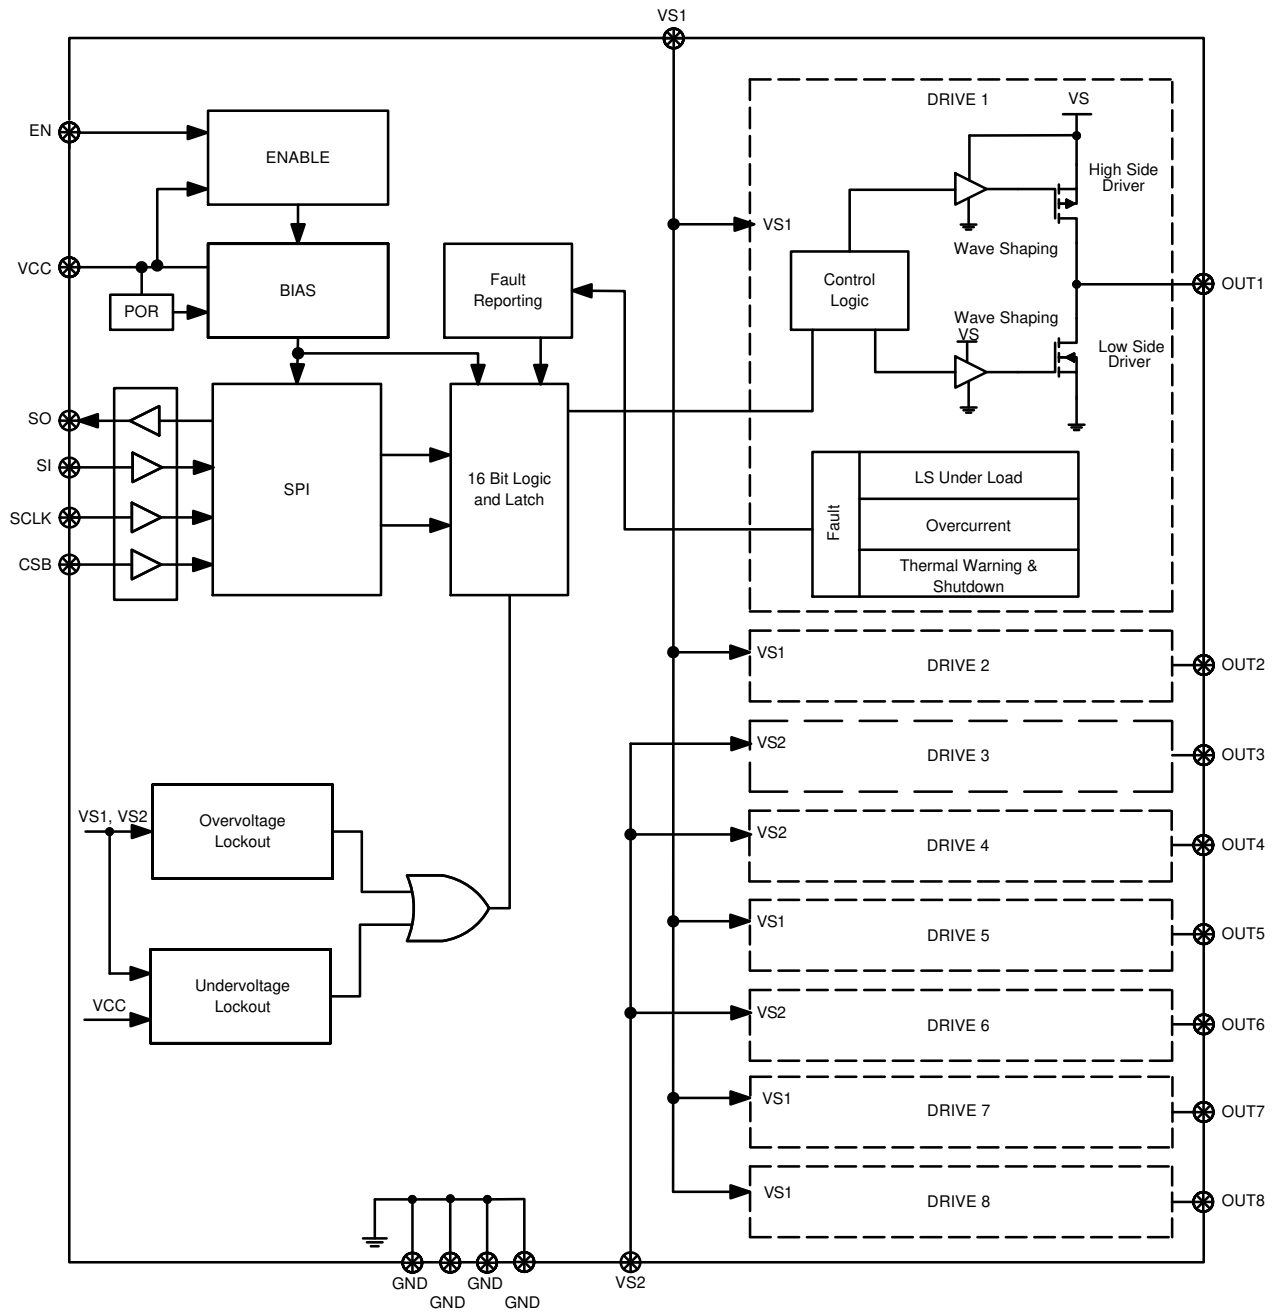 VS1
DRIVE 1
VS
EN
ENABLE
High Side
Driver
VS1
Wave Shaping
VCC
BIAS
POR
Fault
Reporting
Control
Logic
OUT1
Wave Shaping
VS
Low Side
Driver
SO
SI
SCLK
CSB
SPI
16 Bit Logic
and Latch
Fault
LS Under Load
Overcurrent
Thermal Warning &
Shutdown
VS1
DRIVE 2
OUT2
VS2
DRIVE 3
OUT3
VS1, VS2
Overvoltage
Lockout
VS2
DRIVE 4
OUT4
VS1
DRIVE 5
OUT5
Undervoltage
Lockout
VCC
VS2
DRIVE 6
OUT6
VS1
DRIVE 7
OUT7
VS1
DRIVE 8
OUT8
GND
GND
GND
GND
VS2